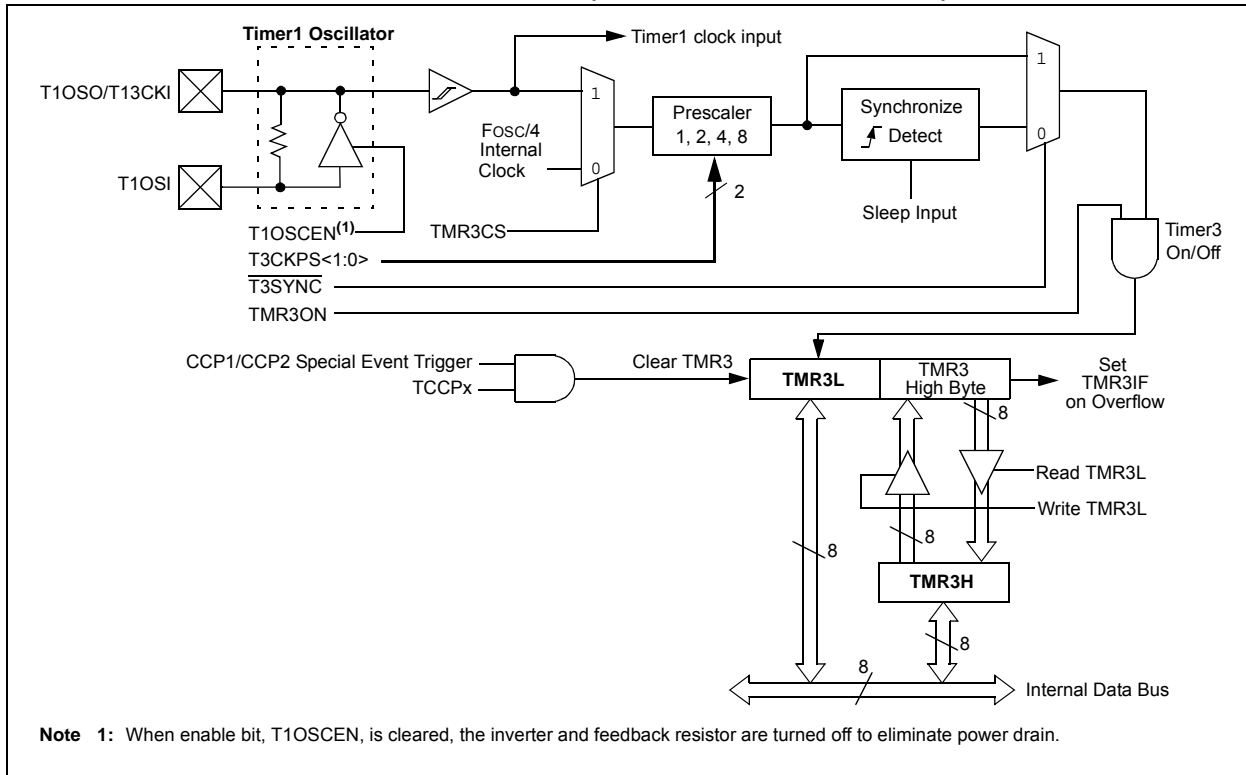 Timer1 Oscillator
Timer1 clock input
T1OSO/T13CKI
1
1
FOSC/4
Internal
Clock
0
Prescaler
1, 2, 4, 8
Synchronize
Detect
0
T1OSI
2
Sleep Input
T1OSCEN(1)
TMR3CS
Timer3
On/Off
T3CKPS<1:0>
T3SYNC
TMR3ON
CCP1/CCP2 Special Event Trigger
TCCPx
Clear TMR3
TMR3L
TMR3
High Byte
Set
TMR3IF
on Overflow
8
Read TMR3L
Write TMR3L
8
8
TMR3H
8
8
Internal Data Bus
Note 1: When enable bit, T1OSCEN, is cleared, the inverter and feedback resistor are turned off to eliminate power drain.